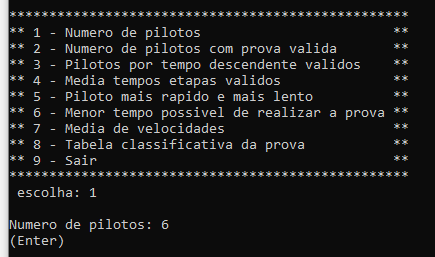 **************************************************
** 1 - Numero de pilotos                        **
** 2 - Numero de pilotos com prova valida       **
** 3 - Pilotos por tempo descendente validos    **
** 4 - Media tempos etapas validos              **
** 5 - Piloto mais rapido e mais lento          **
** 6 - Menor tempo possivel de realizar a prova **
** 7 - Media de velocidades                     **
** 8 - Tabela classificativa da prova           **
** 9 - Sair                                     **
**************************************************
 escolha: 1
Numero de pilotos: 6
(Enter)